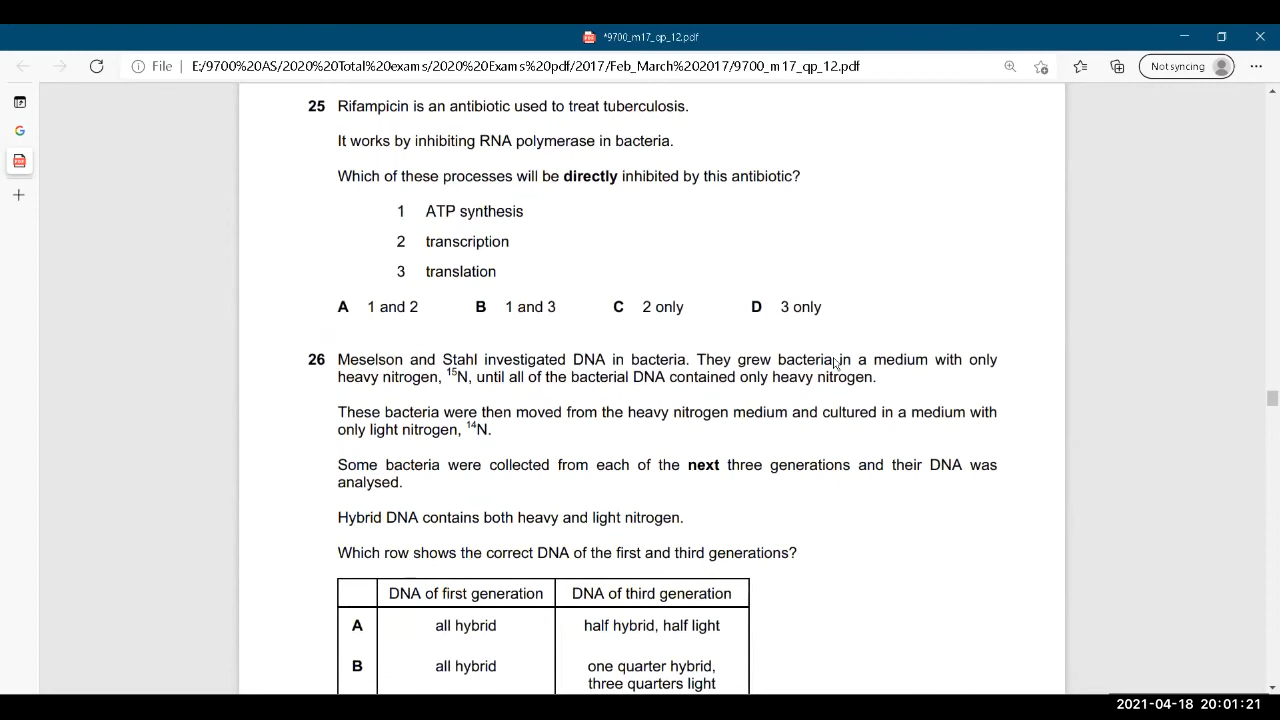 *9700_m17_qp_12.pdf
File | E:/9700%20AS/2020%20Total%20exams/2020%20Exams%20pdf/2017/Feb_March%202017/9700_m17_qp_12.pdf
Not syncing
25 Rifampicin is an antibiotic used to treat tuberculosis.
It works by inhibiting RNA polymerase in bacteria.
Which of these processes will be directly inhibited by this antibiotic?
1 ATP synthesis
2 transcription
3 translation
A 1 and 2 B 1 and 3 C 2 only D 3 only
26 Meselson and Stahl investigated DNA in bacteria. They grew bacteria in a medium with only
heavy nitrogen, ¹⁵N, until all of the bacterial DNA contained only heavy nitrogen.
These bacteria were then moved from the heavy nitrogen medium and cultured in a medium with
only light nitrogen, ¹⁴N.
Some bacteria were collected from each of the next three generations and their DNA was
analysed.
Hybrid DNA contains both heavy and light nitrogen.
Which row shows the correct DNA of the first and third generations?
DNA of first generation DNA of third generation
A all hybrid half hybrid, half light
B all hybrid one quarter hybrid,
three quarters light
2021-04-18 20:01:21